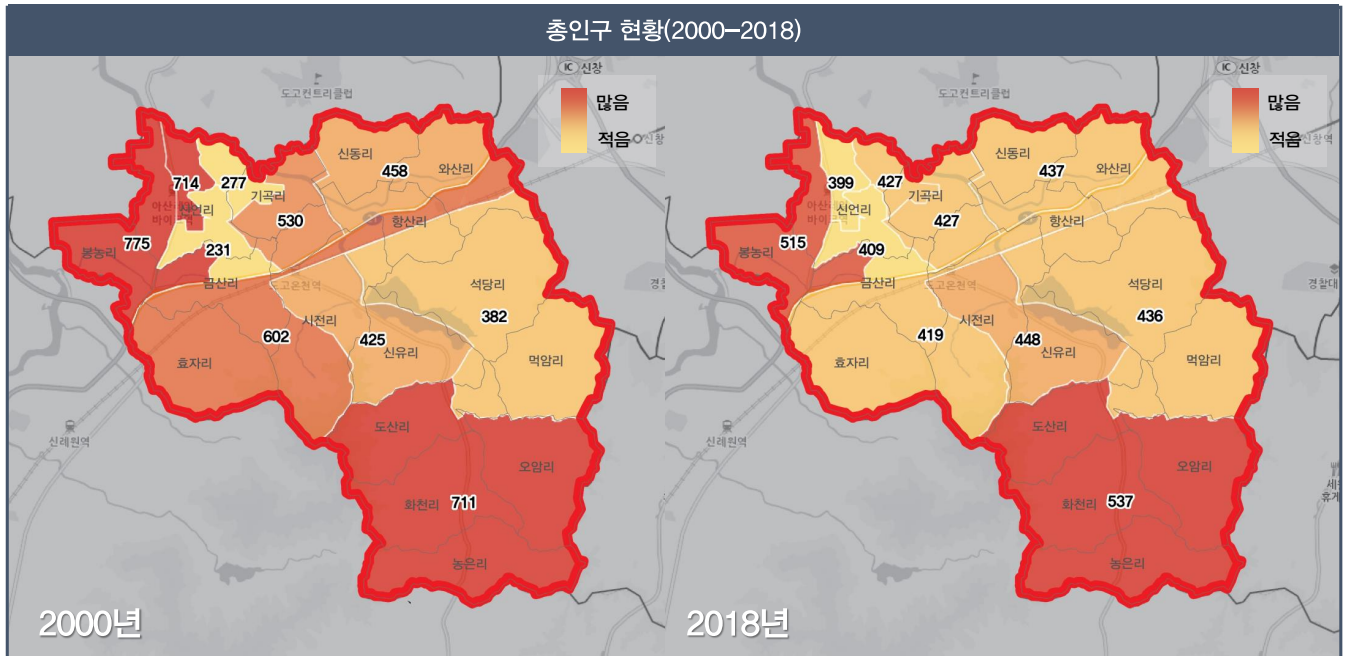 총인구 현황(2000-2018)
IC 신창
도고컨트리클럽
많음
적음
신창
신동리
458
와산리
714
277
기곡리
신언리
530
항산리
775
봉농리
231
금산리
도고온천역
석당리
경찰
시전리
382
602
425
신유리
효자리
먹암리
도산리
신례원역
오암리
화천리
711
농은리
2000년
IC 신창
도고컨트리클럽
많음
적음
신창역
신동리
437
와산리
399
427
기곡리
신언리
427
항산리
515
봉농리
409
금산리
도고온천역
석당리
경찰대
시전리
436
419
448
신유리
효자리
먹암리
도산리
신례원역
오암리
화천리
537
휴게
농은리
2018년